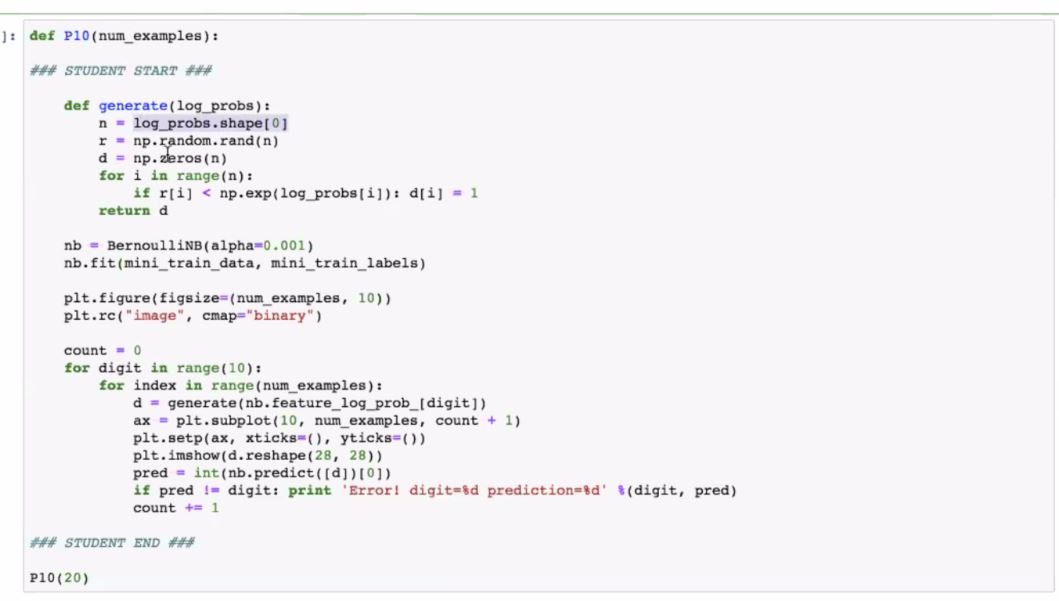 ]: def P10(num_examples):
### STUDENT START ###
def generate(log_probs):
n = log_probs.shape[0]
r = np.random.rand(n)
d = np.zeros(n)
for i in range(n):
if r[i] < np.exp(log_probs[i]): d[i] = 1
return d
nb = BernoulliNB(alpha=0.001)
nb.fit(mini_train_data, mini_train_labels)
plt.figure(figsize=(num_examples, 10))
plt.rc("image", cmap="binary")
count = 0
for digit in range(10):
for index in range(num_examples):
d = generate(nb.feature_log_prob_[digit])
ax = plt.subplot(10, num_examples, count + 1)
plt.setp(ax, xticks=(), yticks=())
plt.imshow(d.reshape(28, 28))
pred = int(nb.predict([d])[0])
if pred != digit: print 'Error! digit=%d prediction=%d' %(digit, pred)
count += 1
### STUDENT END ###
P10(20)